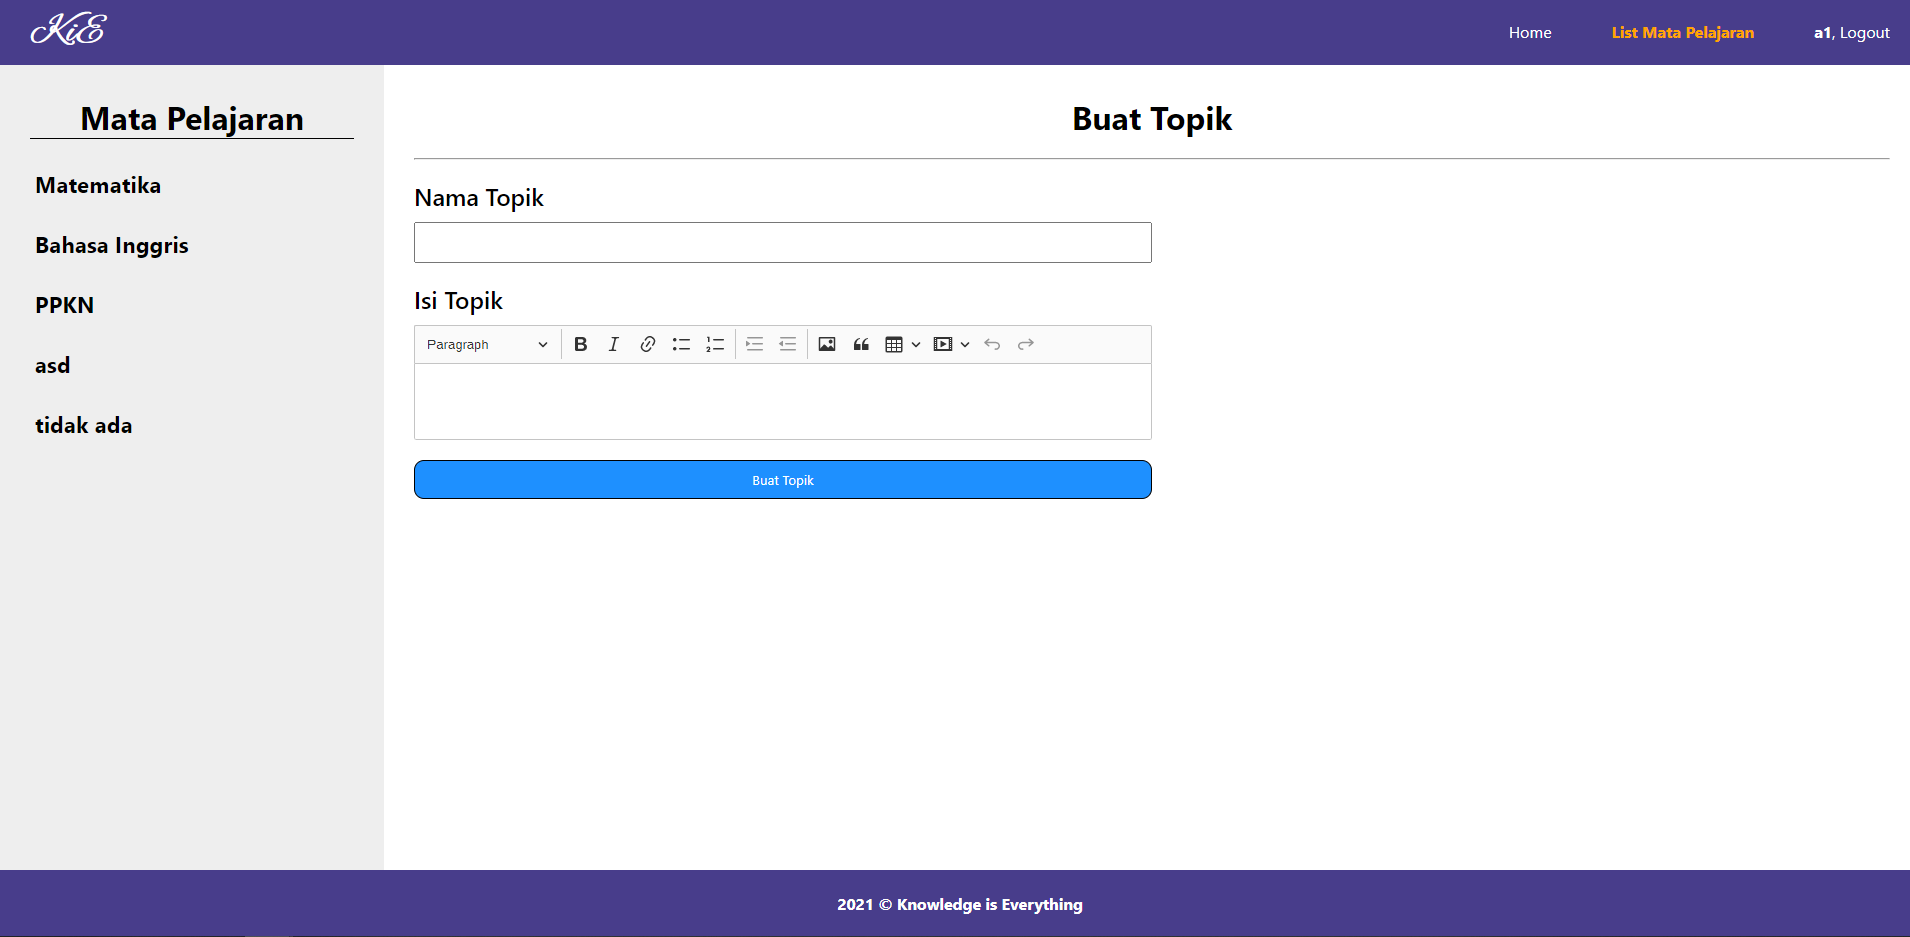 KiE
Home
List Mata Pelajaran
a1, Logout
Mata Pelajaran
Matematika
Bahasa Inggris
PPKN
asd
tidak ada
Buat Topik
Nama Topik
Isi Topik
Paragraph
Buat Topik
2021 © Knowledge is Everything